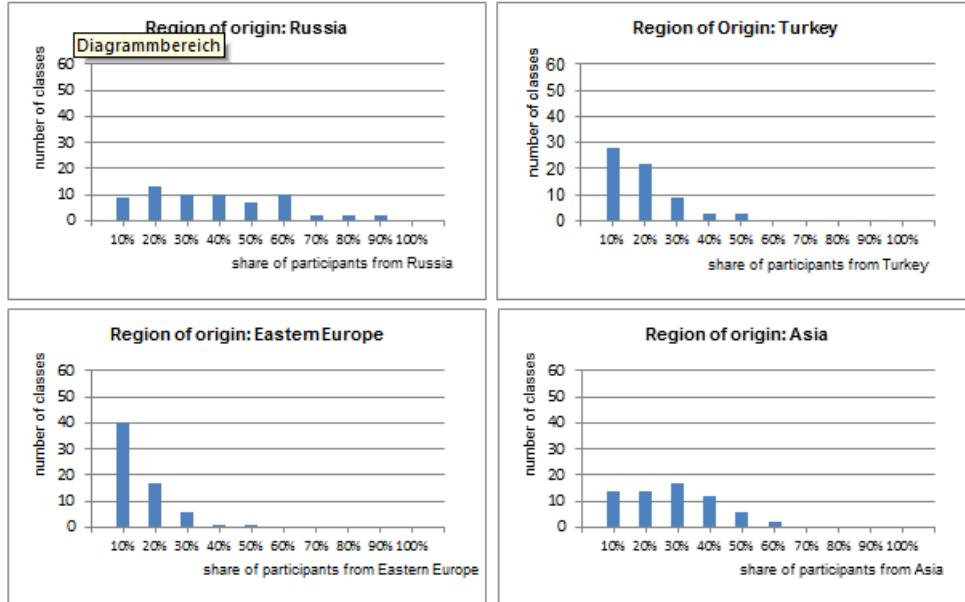 Region of origin: Russia
Diagrammbereich
number of classes
60
50
40
30
20
10
0
10% 20% 30% 40% 50% 60% 70% 80% 90% 100%
share of participants from Russia
Region of Origin: Turkey
number of classes
60
50
40
30
20
10
0
10% 20% 30% 40% 50% 60% 70% 80% 90% 100%
share of participants from Turkey
Region of origin: Eastern Europe
number of classes
60
50
40
30
20
10
0
10% 20% 30% 40% 50% 60% 70% 80% 90% 100%
share of participants from Eastern Europe
Region of origin: Asia
number of classes
60
50
40
30
20
10
0
10% 20% 30% 40% 50% 60% 70% 80% 90% 100%
share of participants from Asia